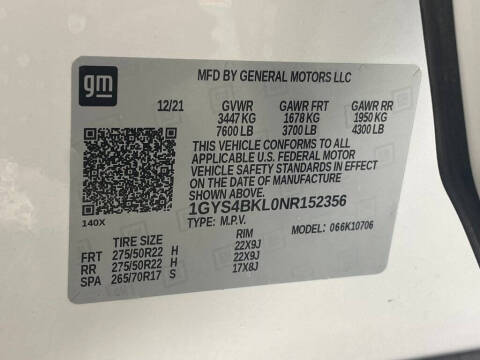 gm
MFD BY GENERAL MOTORS LLC
12/21 GVWR GAWR FRT GAWR RR
3447 KG 1678 KG 1950 KG
7600 LB 3700 LB 4300 LB
THIS VEHICLE CONFORMS TO ALL
APPLICABLE U.S. FEDERAL MOTOR
VEHICLE SAFETY STANDARDS IN EFFECT
ON THE DATE OF MANUFACTURE
SHOWN ABOVE.
1GYS4BKL0NR152356
140X TYPE: M.P.V. MODEL: 066K10706
TIRE SIZE RIM
FRT 275/50R22 H 22X9J
RR 275/50R22 H 22X9J
SPA 265/70R17 S 17X8J